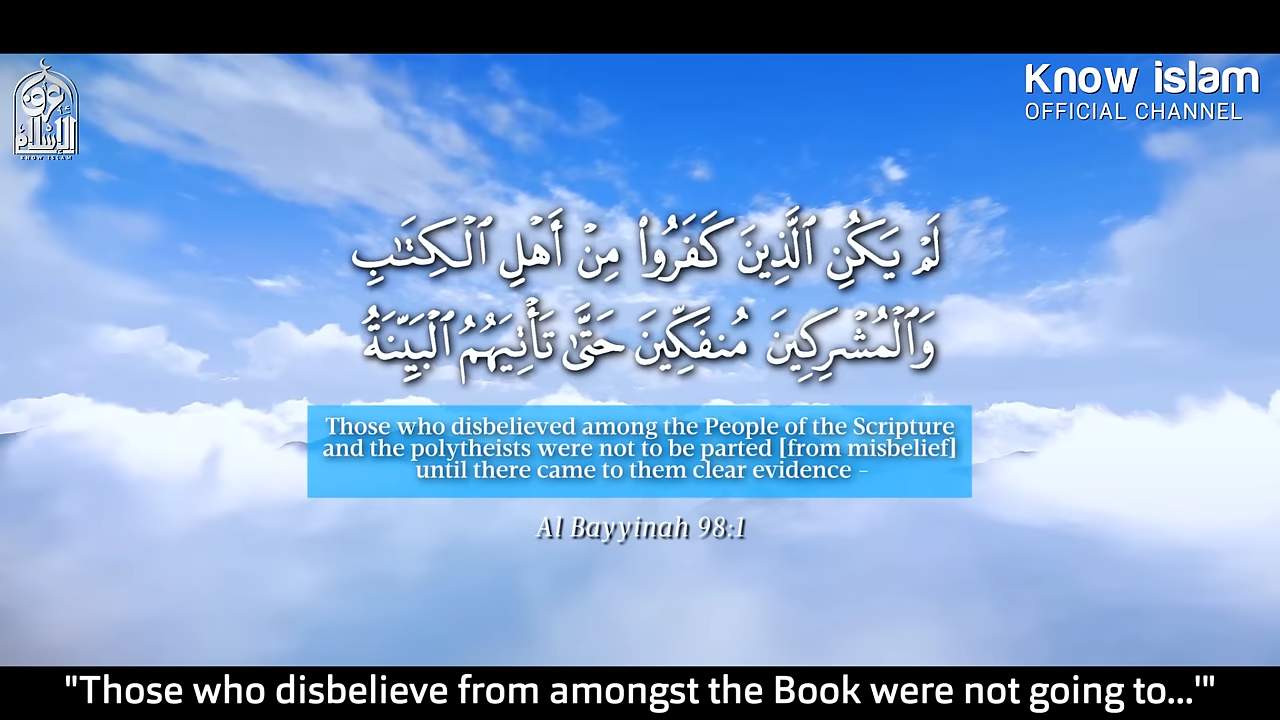 Know islam
OFFICIAL CHANNEL
KNOW ISLAM
لَمْ يَكُنِ ٱلَّذِينَ كَفَرُوا۟ مِنْ أَهْلِ ٱلْكِتَـٰبِ
وَٱلْمُشْرِكِينَ مُنفَكِّينَ حَتَّىٰ تَأْتِيَهُمُ ٱلْبَيِّنَةُ
Those who disbelieved among the People of the Scripture
and the polytheists were not to be parted [from misbelief]
until there came to them clear evidence –
Al Bayyinah 98:1
"Those who disbelieve from amongst the Book were not going to...'"